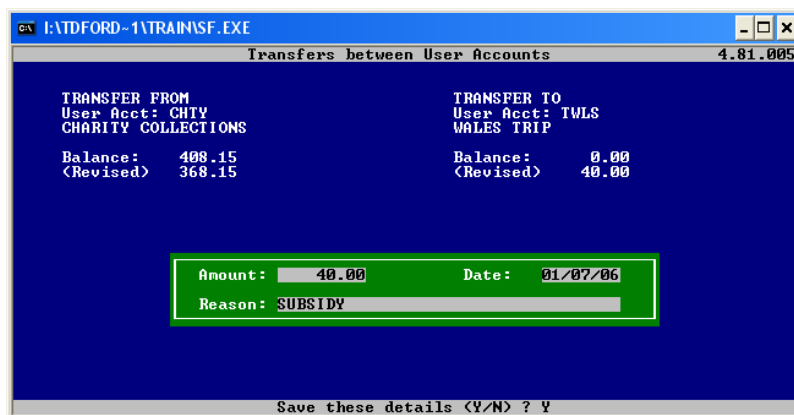 I:\TDFORD~1\TRAIN\SF.EXE
Transfers between User Accounts 4.81.005
TRANSFER FROM
User Acct: CHTY
CHARITY COLLECTIONS
Balance: 408.15
(Revised) 368.15
TRANSFER TO
User Acct: TWLS
WALES TRIP
Balance: 0.00
(Revised) 40.00
Amount: 40.00 Date: 01/07/06
Reason: SUBSIDY
Save these details (Y/N) ? Y